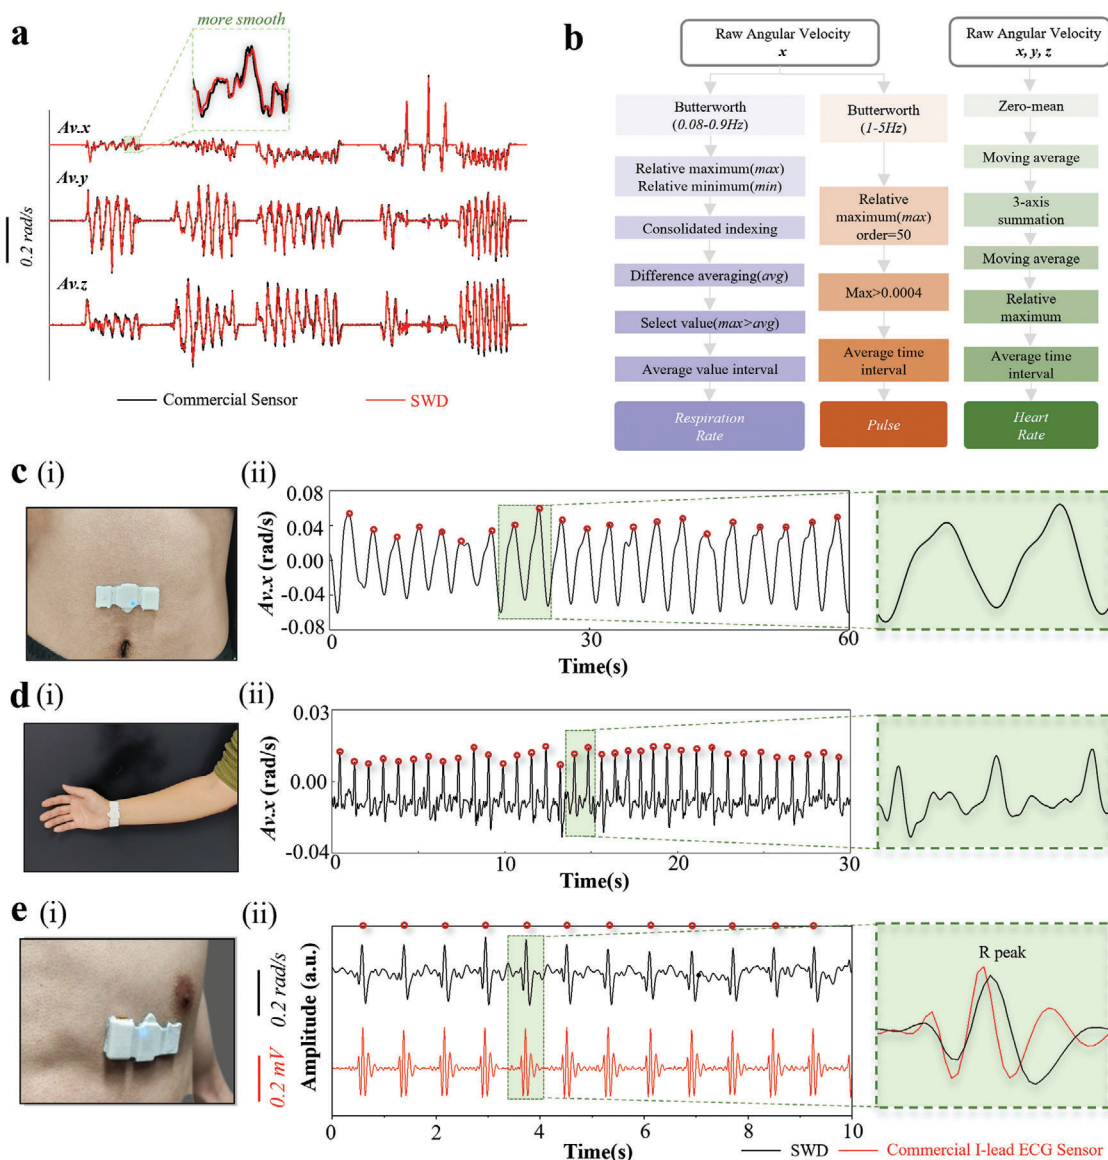 a
more smooth
Av.x
Av.y
Av.z
0.2 rad/s
Commercial Sensor
SWD
b
Raw Angular Velocity
x
Raw Angular Velocity
x, y, z
Butterworth
(0.08-0.9Hz)
Relative maximum(max)
Relative minimum(min)
Consolidated indexing
Difference averaging(avg)
Select value(max>avg)
Average value interval
Respiration
Rate
Butterworth
(1-5Hz)
Relative
maximum(max)
order=50
Max>0.0004
Average time
interval
Pulse
Zero-mean
Moving average
3-axis
summation
Moving average
Relative
maximum
Average time
interval
Heart
Rate
c (i)
(ii)
Av.x (rad/s)
0.08
0.04
0.00
-0.04
-0.08
0
30
60
Time(s)
d (i)
(ii)
Av.x (rad/s)
0.03
0.00
-0.04
0
10
20
30
Time(s)
e (i)
(ii)
0.2 rad/s
0.2 mV
Amplitude (a.u.)
0
2
4
6
8
10
Time(s)
R peak
SWD
Commercial I-lead ECG Sensor